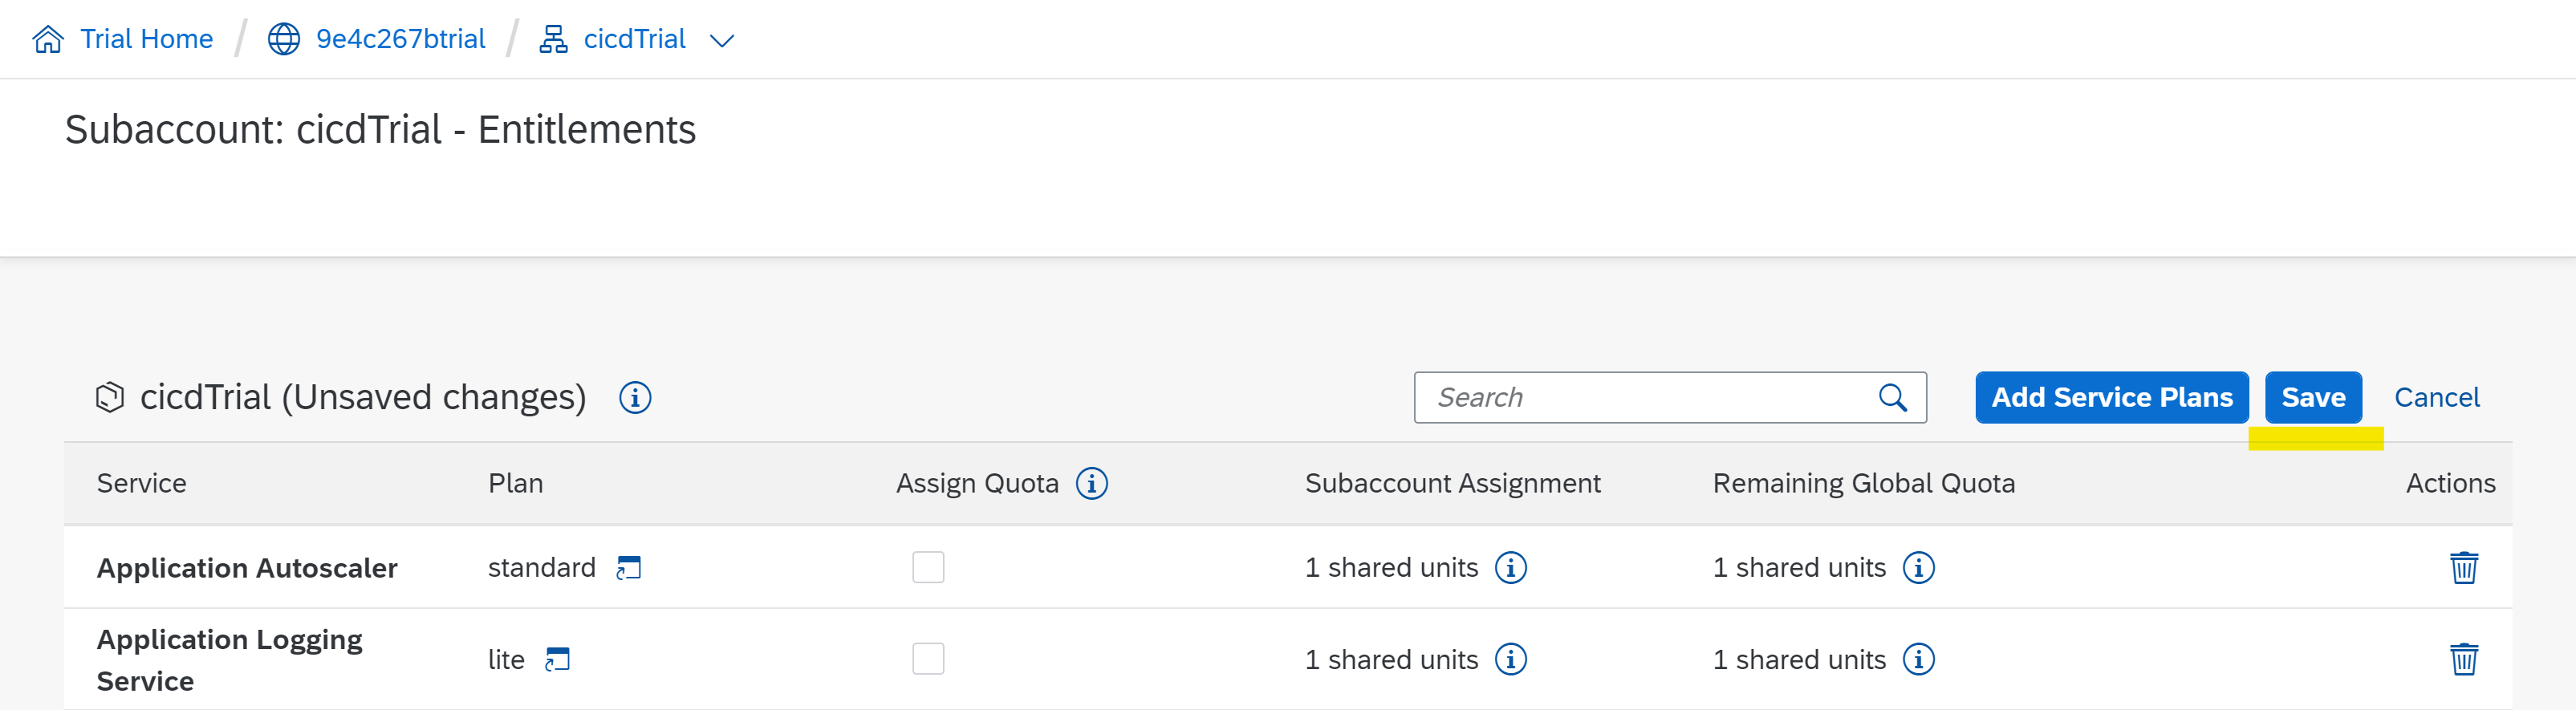 Trial Home / 9e4c267btrial / cicdTrial
Subaccount: cicdTrial - Entitlements
cicdTrial (Unsaved changes) Search Add Service Plans Save Cancel
Service Plan Assign Quota Subaccount Assignment Remaining Global Quota Actions
Application Autoscaler standard 1 shared units 1 shared units
Application Logging
Service lite 1 shared units 1 shared units